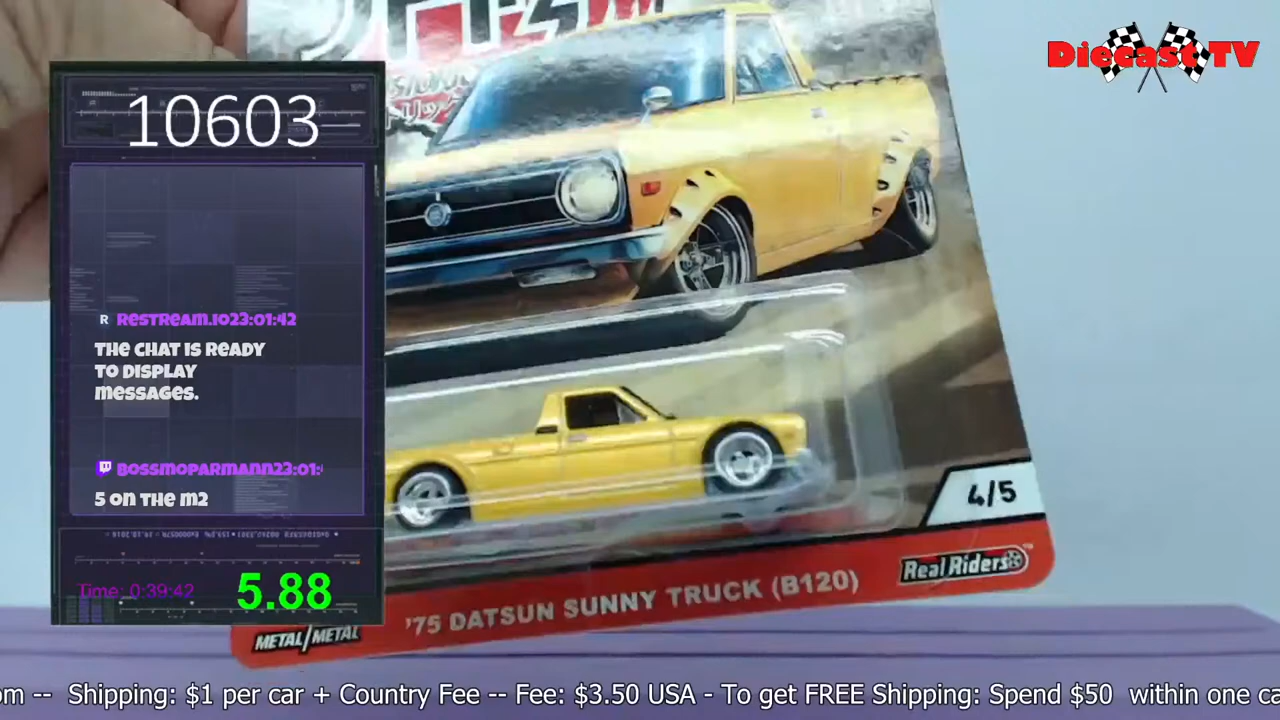 Diecast TV
10603
R Restream.io23:01:42
THE CHAT IS READY
TO DISPLAY
MESSAGES.
BossmoparmAnn23:01:
5 ON THE M2
Time: 0:39:42
5.88
4/5
Real Riders
'75 DATSUN SUNNY TRUCK (B120)
METAL/METAL
om -- Shipping: $1 per car + Country Fee -- Fee: $3.50 USA - To get FREE Shipping: Spend $50 within one ca